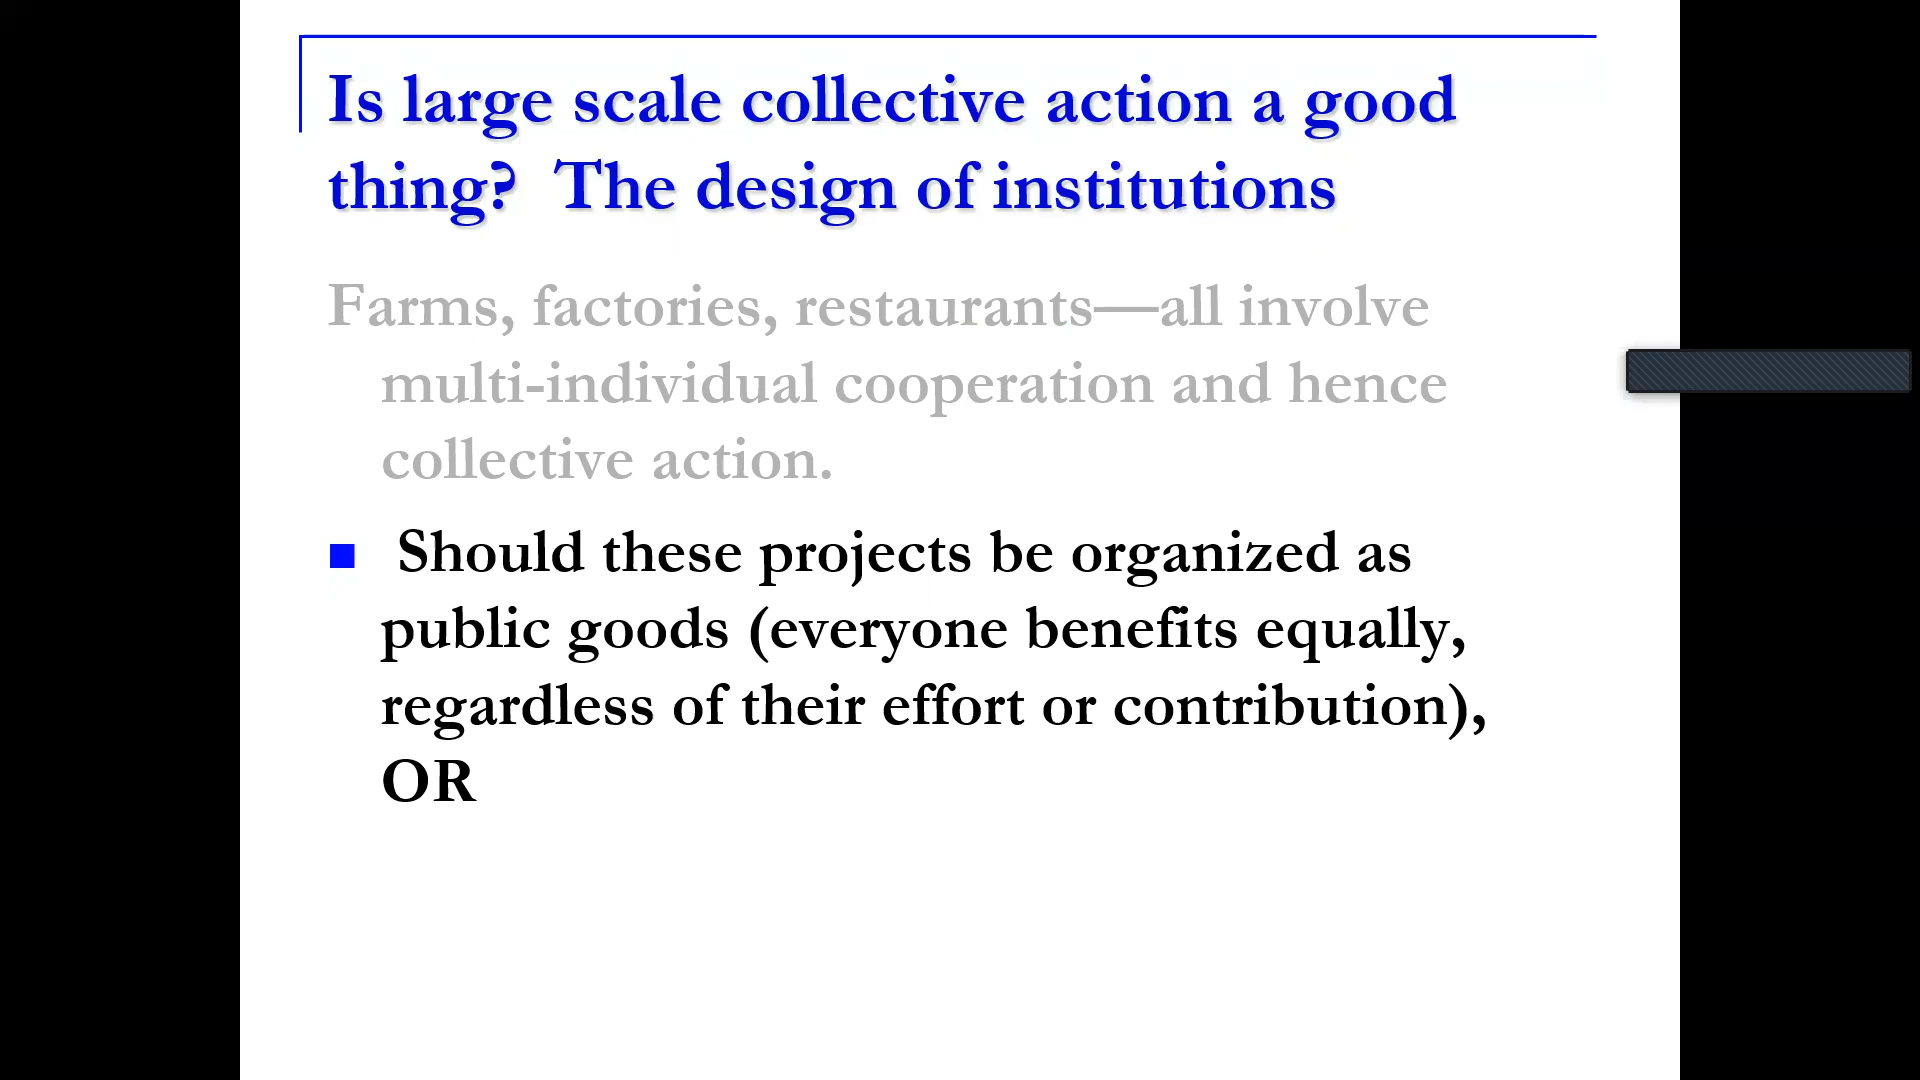 Is large scale collective action a good
thing?  The design of institutions
Farms, factories, restaurants—all involve
multi-individual cooperation and hence
collective action.
Should these projects be organized as
public goods (everyone benefits equally,
regardless of their effort or contribution),
OR